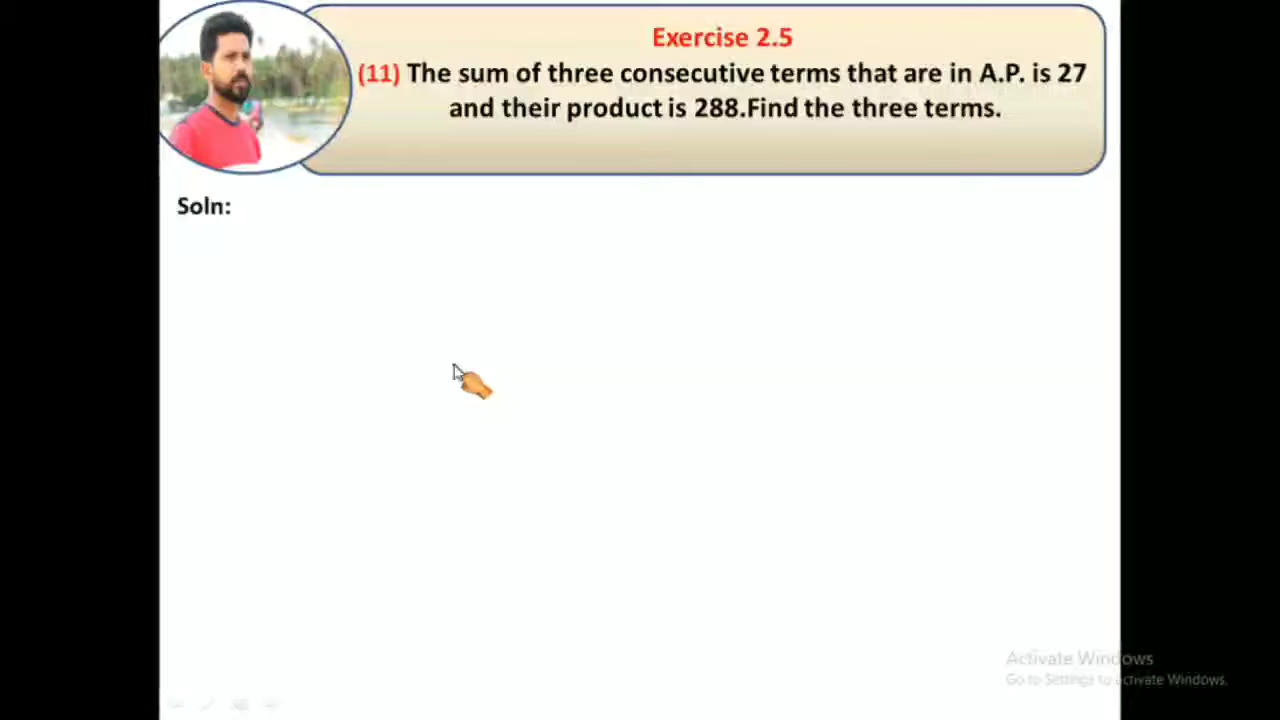 Exercise 2.5
(11) The sum of three consecutive terms that are in A.P. is 27
and their product is 288.Find the three terms.
Soln:
Activate Windows
Go to Settings to activate Windows.